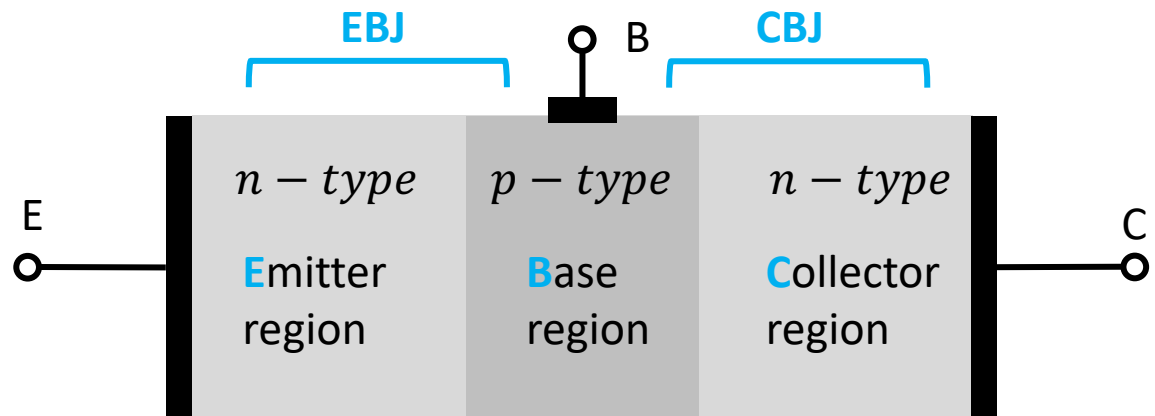 EBJ
B
CBJ
n − type
p − type
n − type
E
C
Emitter
region
Base
region
Collector
region